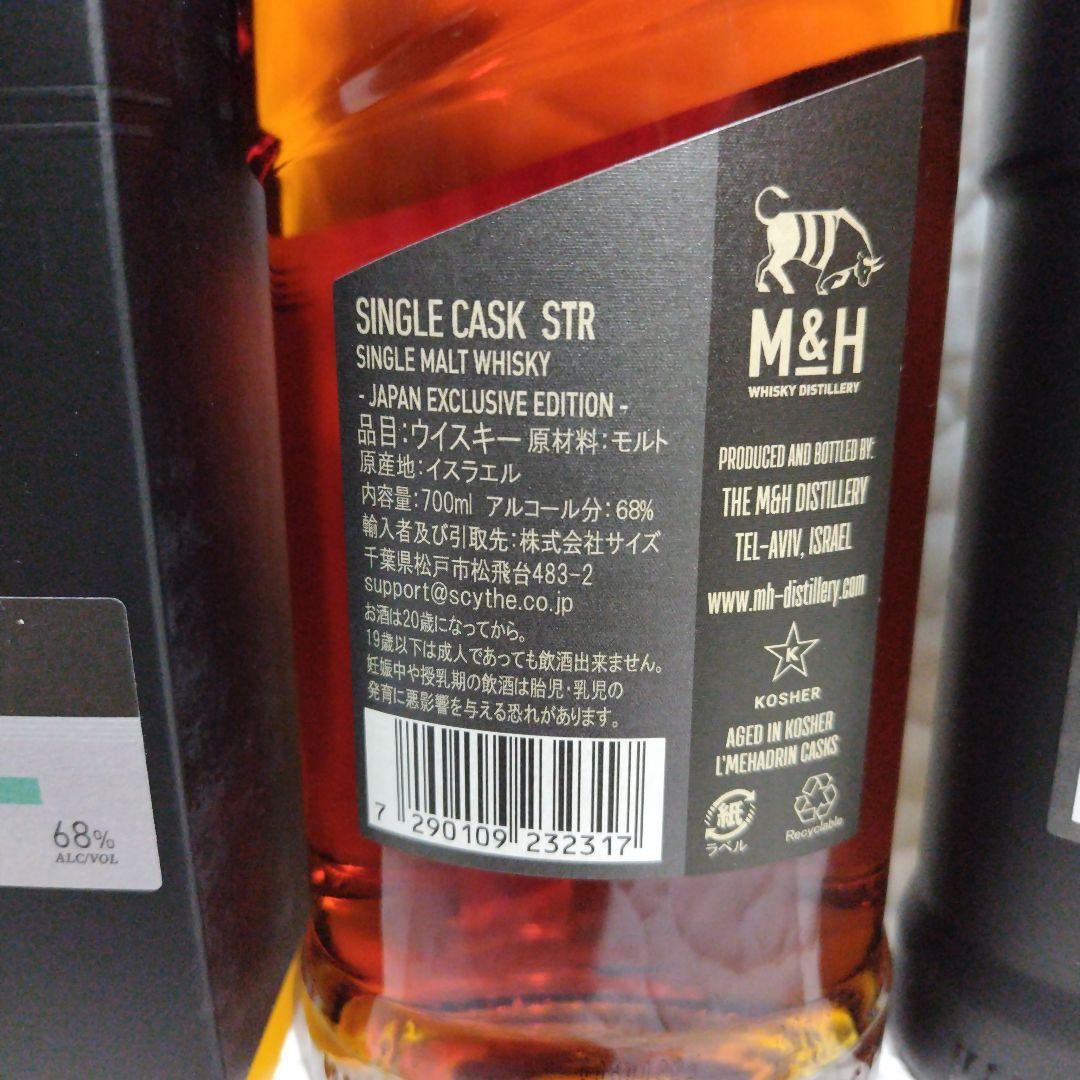 SINGLE CASK STR
SINGLE MALT WHISKY
- JAPAN EXCLUSIVE EDITION -
品目:ウイスキー 原材料:モルト
原産地:イスラエル
内容量:700ml アルコール分:68%
輸入者及び引取先:株式会社サイズ
千葉県松戸市松飛台483-2
support@scythe.co.jp
お酒は20歳になってから。
19歳以下は成人であっても飲酒出来ません。
妊娠中や授乳期の飲酒は胎児・乳児の
発育に悪影響を与える恐れがあります。
7 290109 232317
M&H
WHISKY DISTILLERY
PRODUCED AND BOTTLED BY:
THE M&H DISTILLERY
TEL-AVIV, ISRAEL
www.mh-distillery.com
K
KOSHER
AGED IN KOSHER
L'MEHADRIN CASKS
紙
ラベル
Recyclable
68%
ALC/VOL